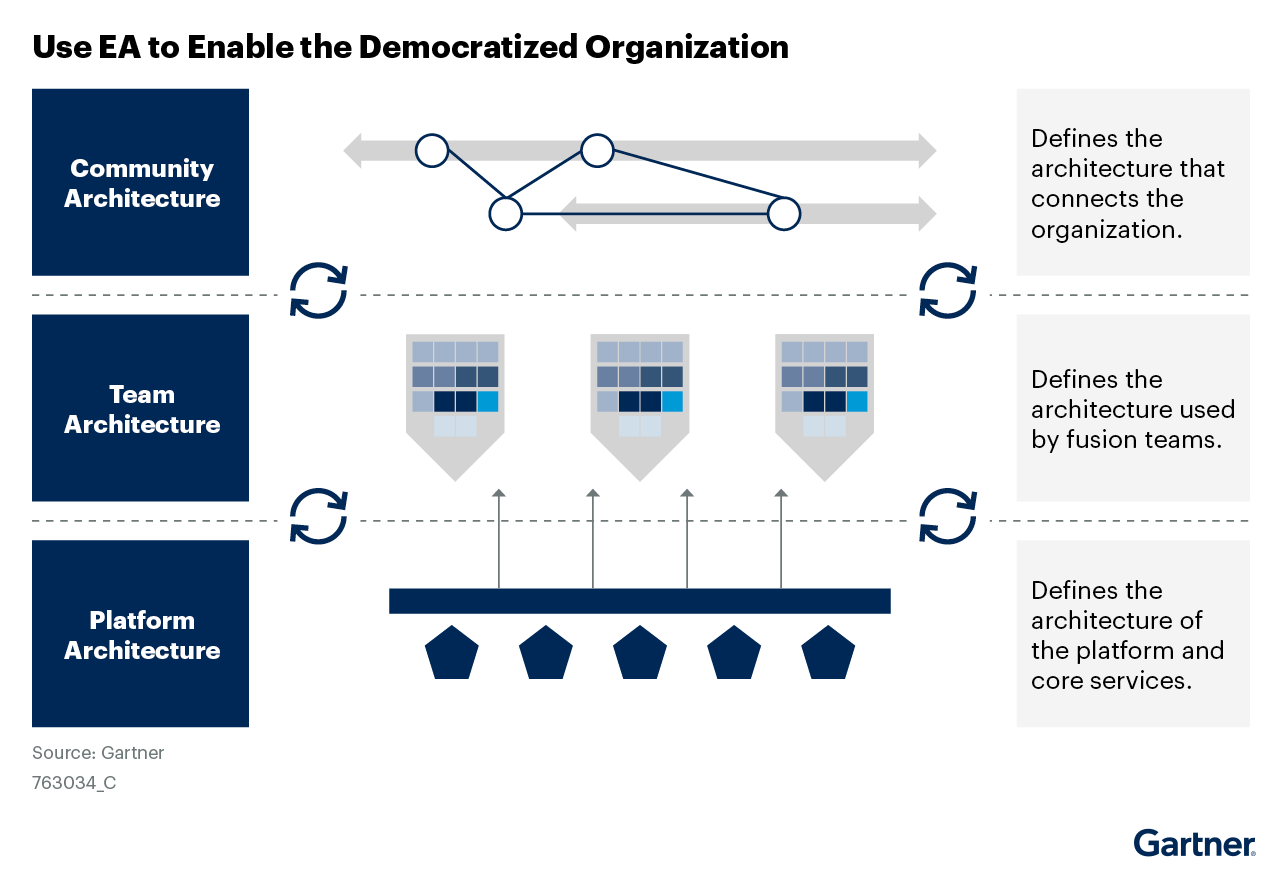 Use EA to Enable the Democratized Organization
Community
Architecture
Defines the
architecture that
connects the
organization.
Team
Architecture
Defines the
architecture used
by fusion teams.
Platform
Architecture
Defines the
architecture of
the platform and
core services.
Source: Gartner
763034_C
Gartner®